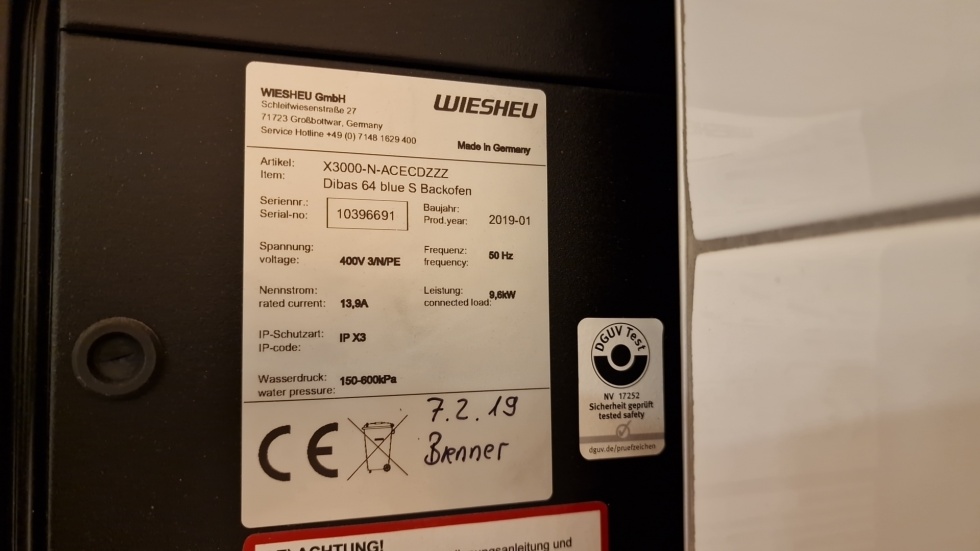 WIESHEU GmbH
Schleifwiesenstraße 27
71723 Großbottwar, Germany
Service Hotline +49 (0) 7148 1629 400
WIESHEU
Made in Germany
Artikel: X3000-N-ACECDZZZ
Item: Dibas 64 blue S Backofen
Seriennr.: Baujahr:
Serial-no: 10396691 Prod.year: 2019-01
Spannung: Frequenz:
voltage: 400V 3/N/PE frequency: 50 Hz
Nennstrom: Leistung:
rated current: 13,9A connected load: 9,6kW
IP-Schutzart: IP X3
IP-code:
Wasserdruck: 150-600kPa
water pressure:
CE
7.2.19
Brenner
DGUV Test
NV 17252
Sicherheit geprüft
tested safety
dguv.de/pruefzeichen
ACHTUNG!
und